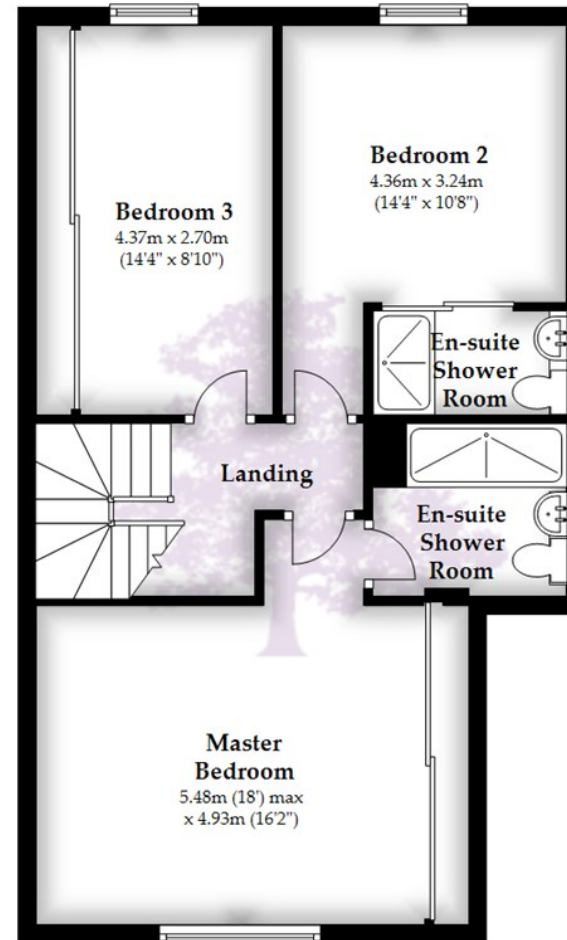 Bedroom 3
4.37m x 2.70m
(14'4" x 8'10")
Bedroom 2
4.36m x 3.24m
(14'4" x 10'8")
En-suite
Shower
Room
Landing
En-suite
Shower
Room
Master
Bedroom
5.48m (18') max
x 4.93m (16'2")